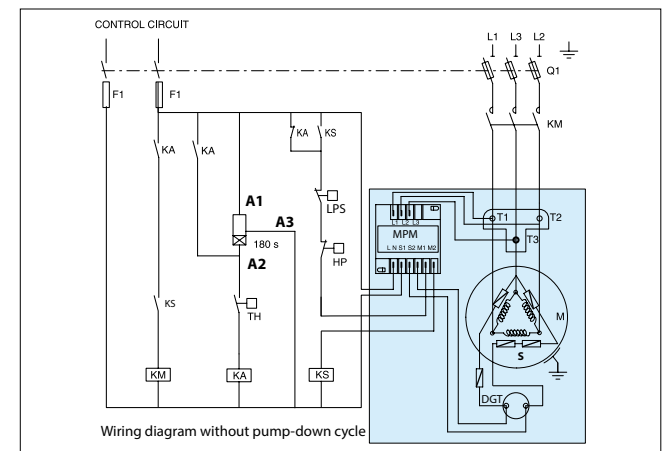 CONTROL CIRCUIT
L1 L3 L2
Q1
F1 F1
KM
KA KA KA KS
A1
A3
LPS
180 s
A2
HP
TH
KS
KM KA KS
L1 L2 L3
MPM
L N S1 S2 M1 M2
T1 T2
T3
M
S
DGT
Wiring diagram without pump-down cycle